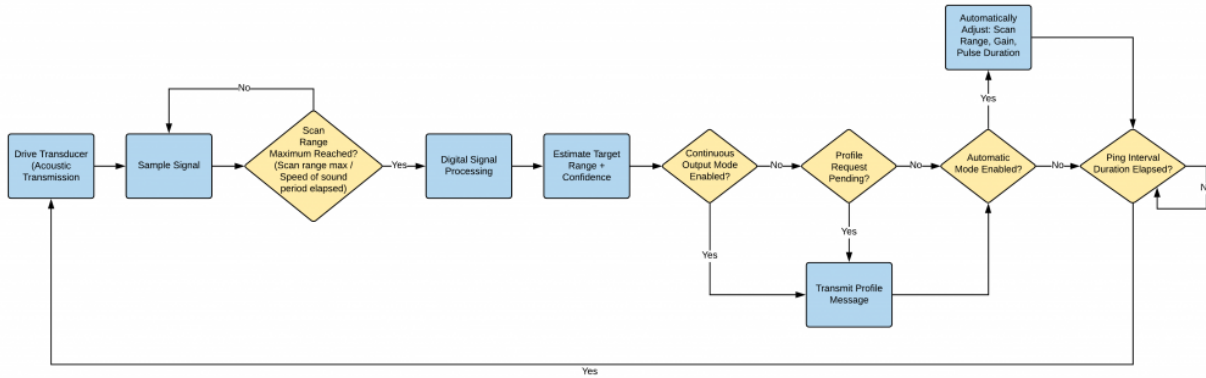 Automatically
Adjust: Scan
Range, Gain,
Pulse Duration
No
Yes
Drive Transducer
(Acoustic
Transmission
Sample Signal
Scan
Range
Maximum Reached?
(Scan range max /
Speed of sound
period elapsed)
Yes
Digital Signal
Processing
Estimate Target
Range +
Confidence
Continuous
Output Mode
Enabled?
No
Profile
Request
Pending?
No
Automatic
Mode Enabled?
No
Ping Interval
Duration Elapsed?
Yes
Yes
Transmit Profile
Message
Yes